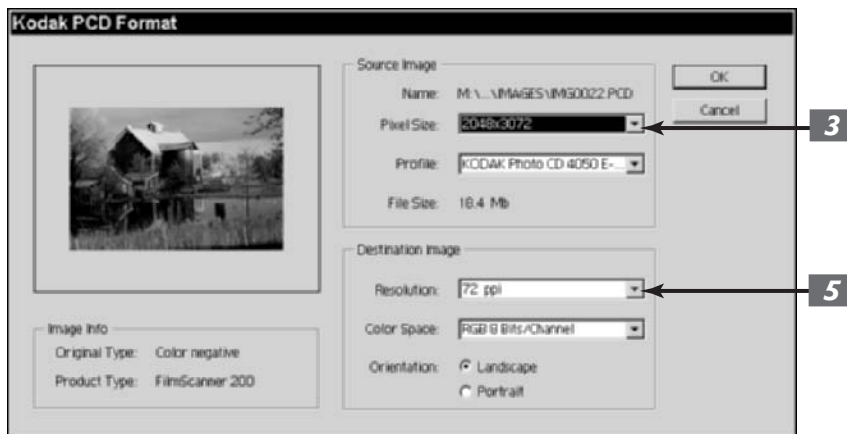 Kodak PCD Format
Source Image
Name: M:\...\IMAGES\IMG0022.PCD
Pixel Size: 2048x3072
Profile: KODAK Photo CD 4050 E-...
File Size: 18.4 Mb
OK
Cancel
3
Destination Image
Resolution: 72 ppi
Color Space: RGB 8 Bits/Channel
Orientation: Landscape
Portrait
5
Image Info
Original Type: Color negative
Product Type: FilmScanner 200